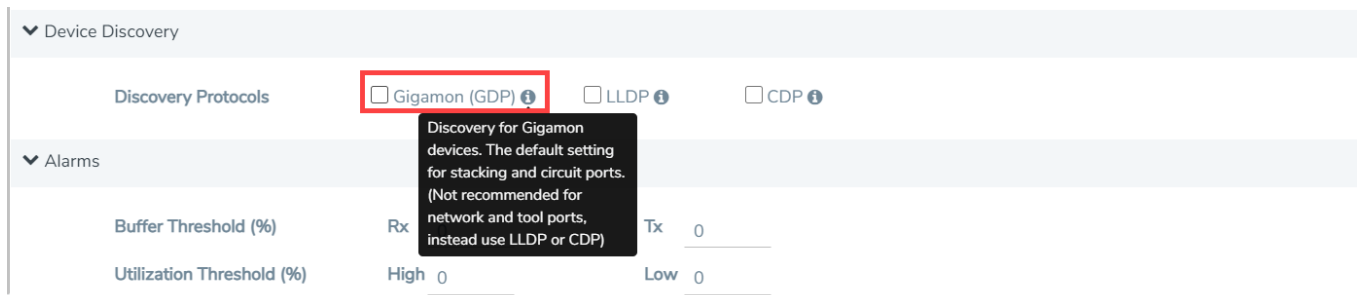 Device Discovery
Discovery Protocols Gigamon (GDP) LLDP CDP
Discovery for Gigamon
devices. The default setting
for stacking and circuit ports.
(Not recommended for
network and tool ports,
instead use LLDP or CDP)
Alarms
Buffer Threshold (%) Rx Tx 0
Utilization Threshold (%) High 0 Low 0